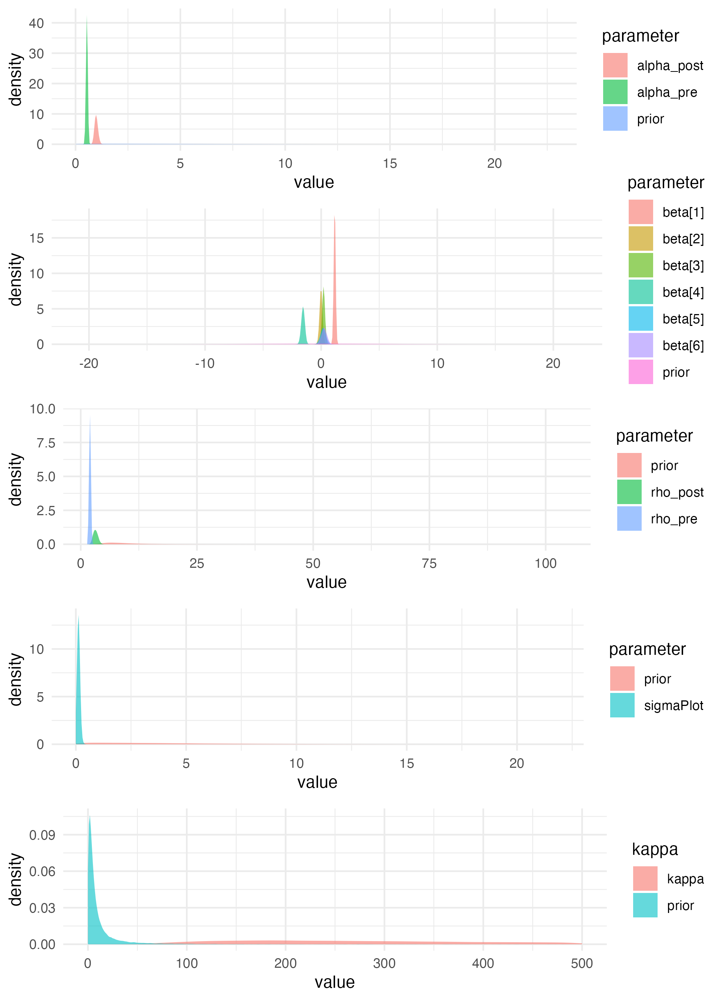 40
30
20
10
0
density
0 5 10 15 20
value
parameter
alpha_post
alpha_pre
prior
15
10
5
0
density
-20 -10 0 10 20
value
parameter
beta[1]
beta[2]
beta[3]
beta[4]
beta[5]
beta[6]
prior
10.0
7.5
5.0
2.5
0.0
density
0 25 50 75 100
value
parameter
prior
rho_post
rho_pre
10
5
0
density
0 5 10 15 20
value
parameter
prior
sigmaPlot
0.09
0.06
0.03
0.00
density
0 100 200 300 400 500
value
kappa
kappa
prior